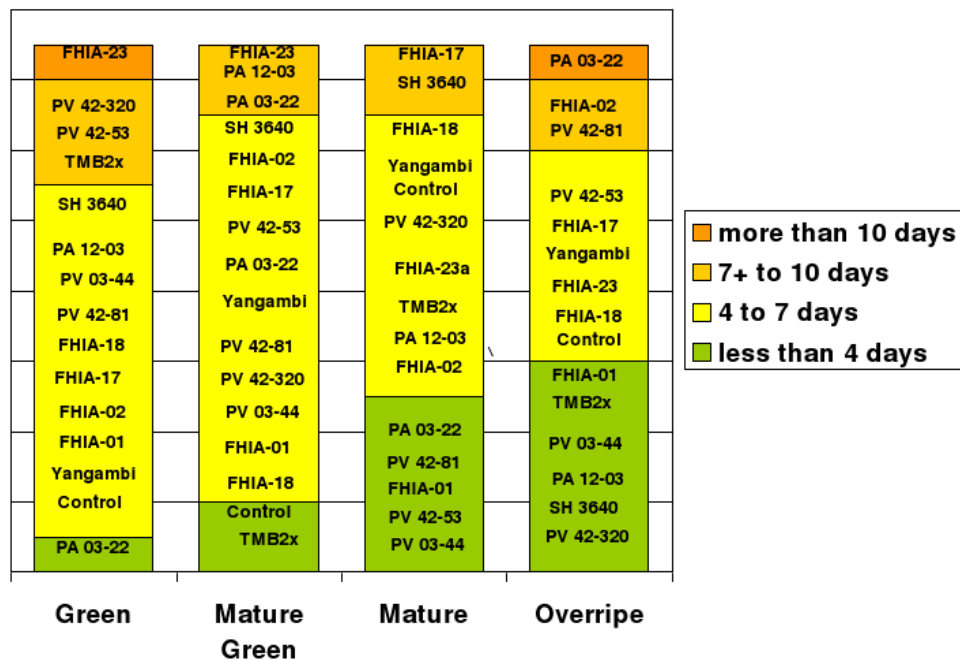 FHIA-23
PV 42-320
PV 42-53
TMB2x
SH 3640
PA 12-03
PV 03-44
PV 42-81
FHIA-18
FHIA-17
FHIA-02
FHIA-01
Yangambi
Control
PA 03-22
Green
FHIA-23
PA 12-03
PA 03-22
SH 3640
FHIA-02
FHIA-17
PV 42-53
PA 03-22
Yangambi
PV 42-81
PV 42-320
PV 03-44
FHIA-01
FHIA-18
Control
TMB2x
Mature
Green
FHIA-17
SH 3640
FHIA-18
Yangambi
Control
PV 42-320
FHIA-23a
TMB2x
PA 12-03
FHIA-02
PA 03-22
PV 42-81
FHIA-01
PV 42-53
PV 03-44
Mature
\
PA 03-22
FHIA-02
PV 42-81
PV 42-53
FHIA-17
Yangambi
FHIA-23
FHIA-18
Control
FHIA-01
TMB2x
PV 03-44
PA 12-03
SH 3640
PV 42-320
Overripe
more than 10 days
7+ to 10 days
4 to 7 days
less than 4 days